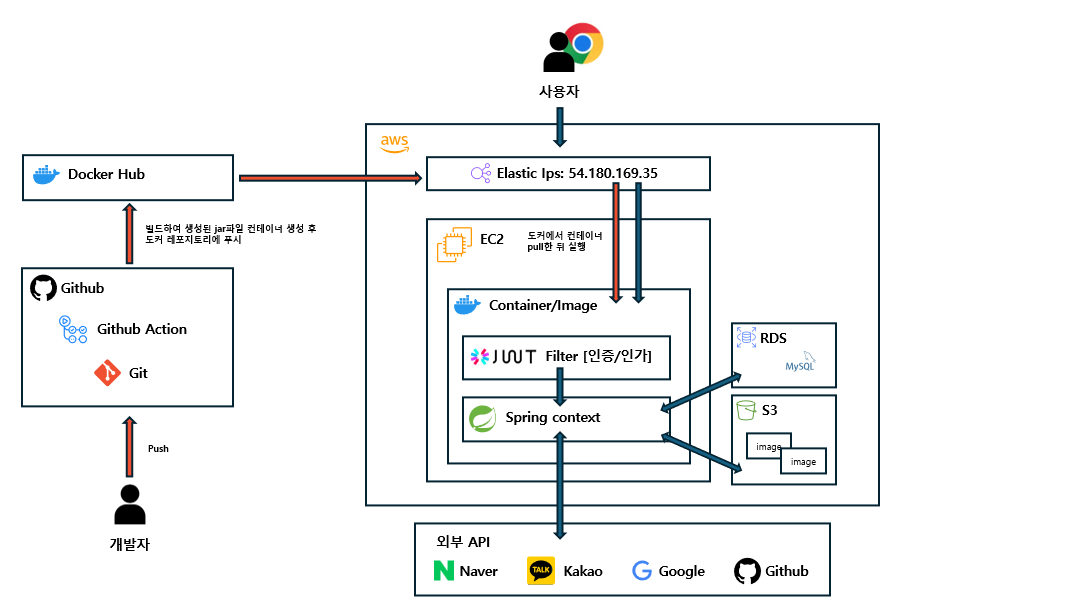 사용자
aws
Docker Hub
Elastic Ips: 54.180.169.35
빌드하여 생성된 jar파일 컨테이너 생성 후
도커 레포지토리에 푸시
EC2
도커에서 컨테이너
pull한 뒤 실행
Github
Github Action
Git
Container/Image
JWT Filter [인증/인가]
Spring context
RDS
MySQL
S3
image
image
Push
개발자
외부 API
Naver
TALK
Kakao
Google
Github